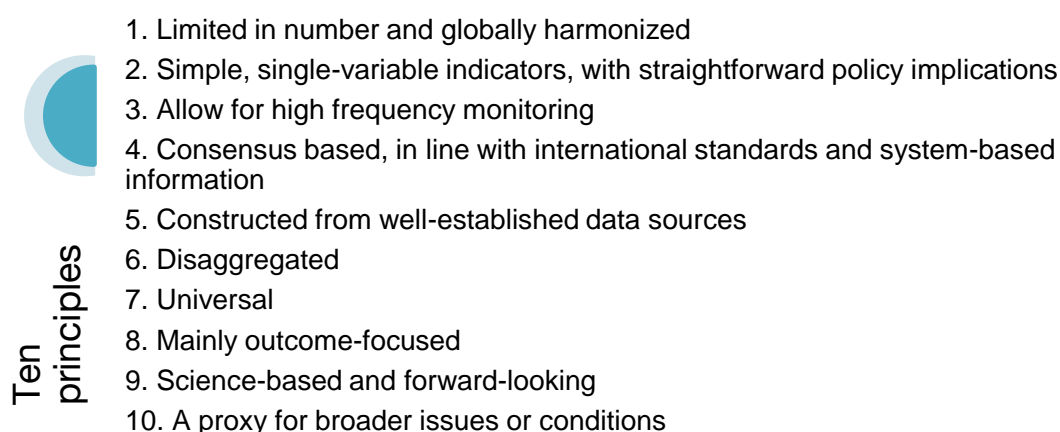 1. Limited in number and globally harmonized
2. Simple, single-variable indicators, with straightforward policy implications
3. Allow for high frequency monitoring
4. Consensus based, in line with international standards and system-based
information
5. Constructed from well-established data sources
6. Disaggregated
7. Universal
8. Mainly outcome-focused
9. Science-based and forward-looking
10. A proxy for broader issues or conditions
Ten
principles